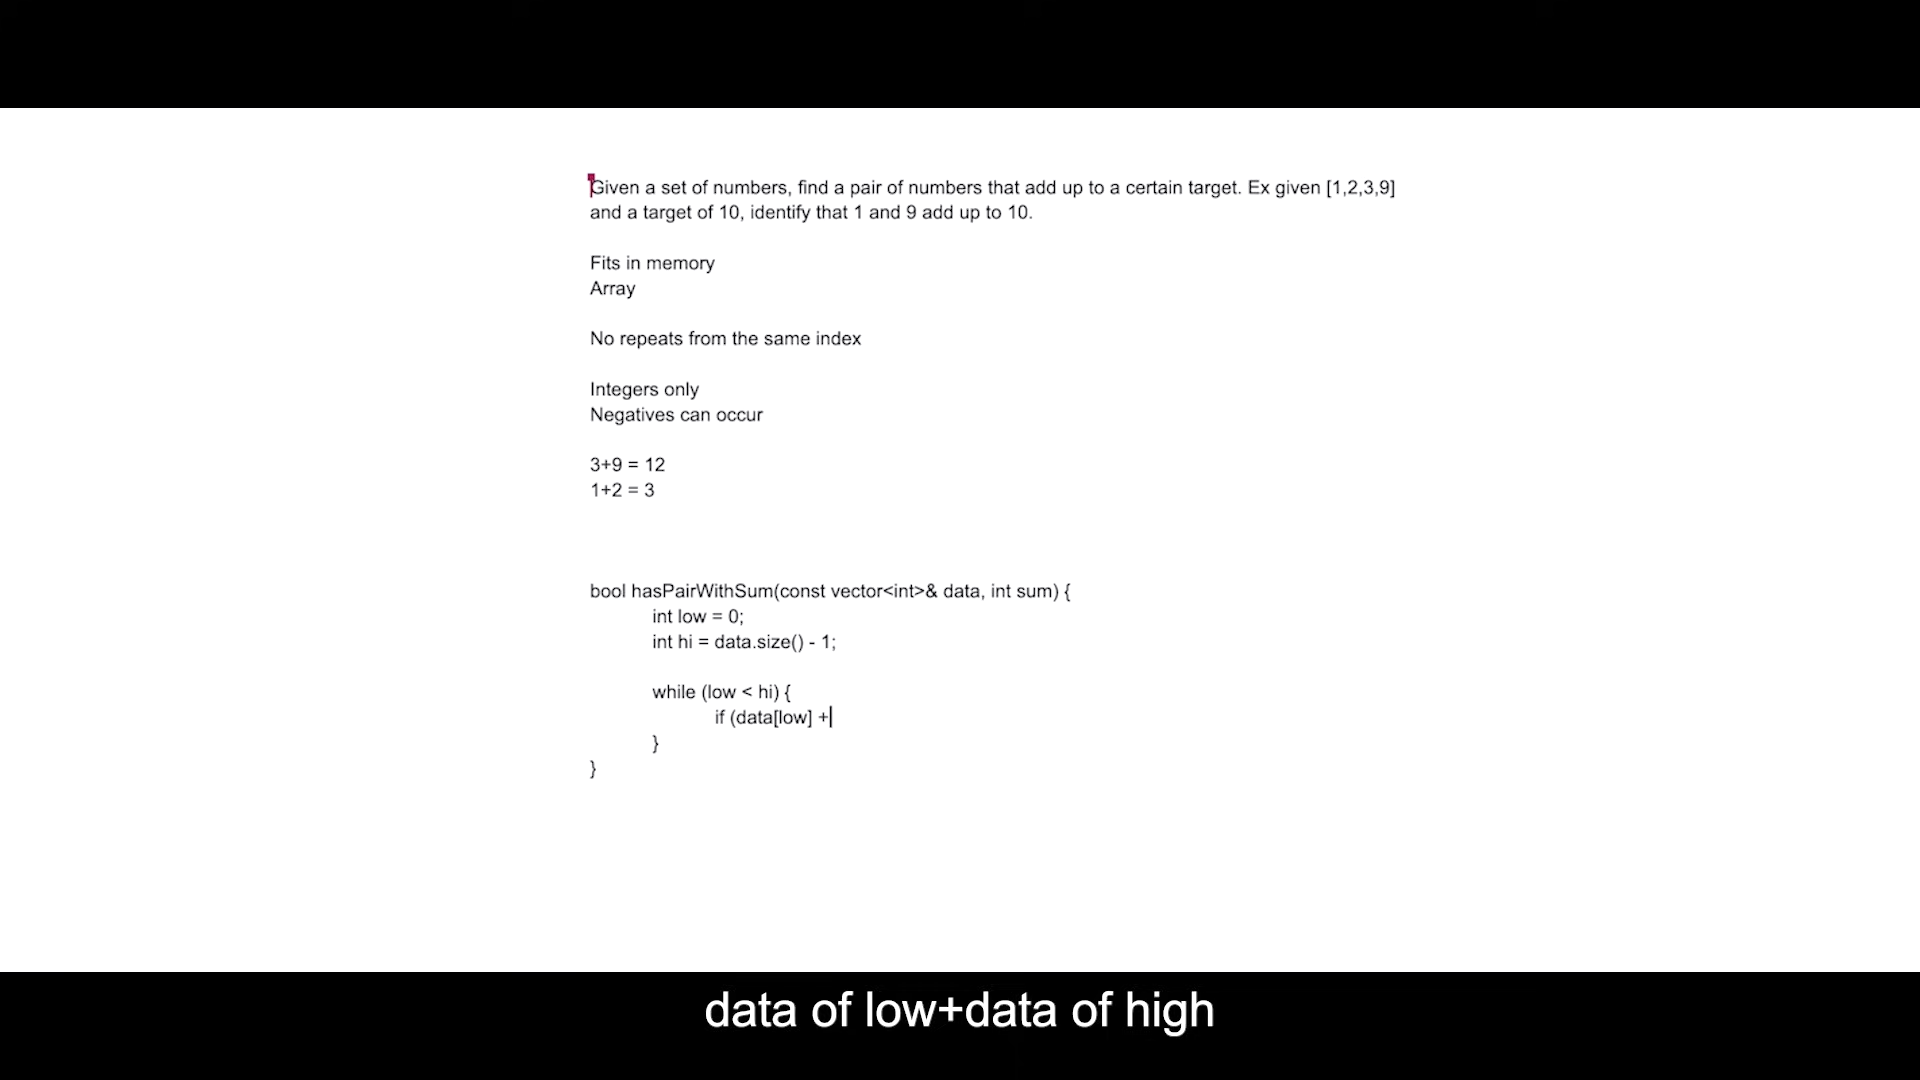 Given a set of numbers, find a pair of numbers that add up to a certain target. Ex given [1,2,3,9]
and a target of 10, identify that 1 and 9 add up to 10.
Fits in memory
Array
No repeats from the same index
Integers only
Negatives can occur
3+9 = 12
1+2 = 3
bool hasPairWithSum(const vector<int>& data, int sum) {
int low = 0;
int hi = data.size() - 1;
while (low < hi) {
if (data[low] +
}
}
data of low+data of high